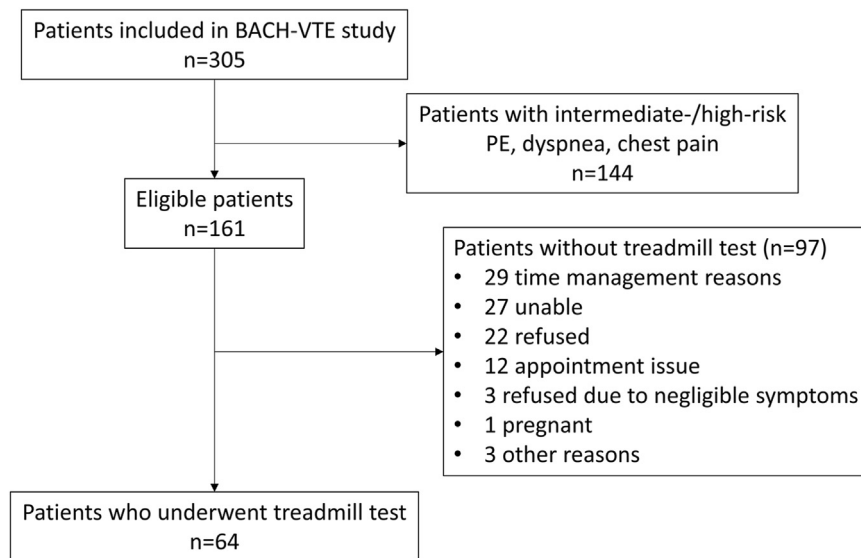 Patients included in BACH-VTE study
n=305
Patients with intermediate-/high-risk
PE, dyspnea, chest pain
n=144
Eligible patients
n=161
Patients without treadmill test (n=97)
• 29 time management reasons
• 27 unable
• 22 refused
• 12 appointment issue
• 3 refused due to negligible symptoms
• 1 pregnant
• 3 other reasons
Patients who underwent treadmill test
n=64